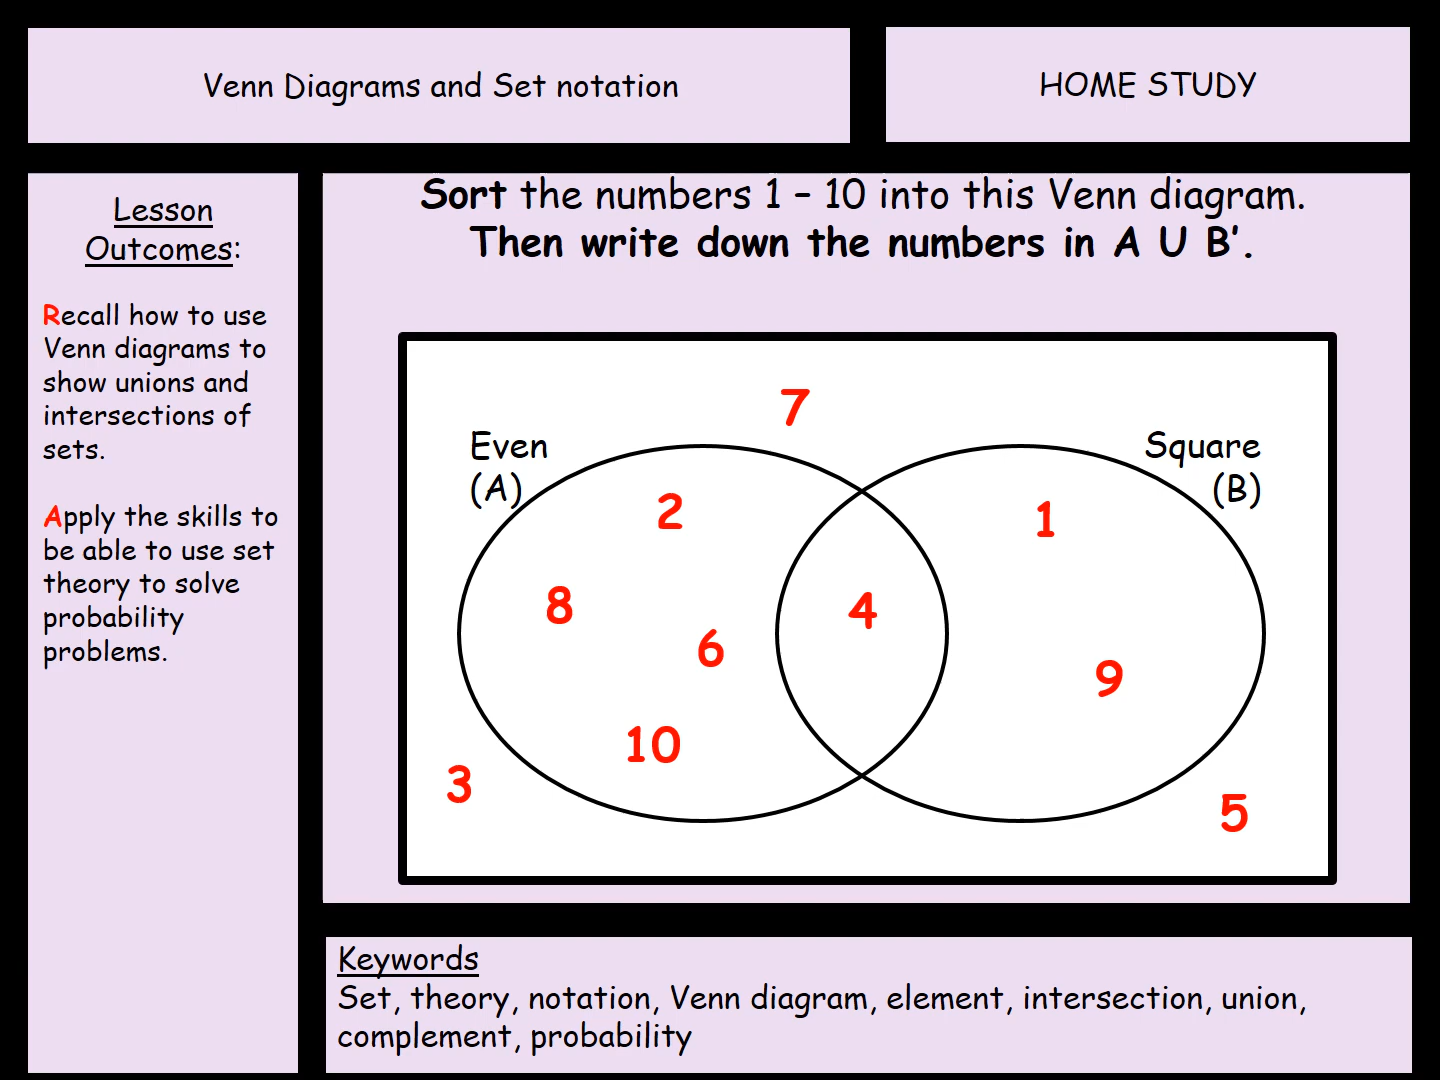 Venn Diagrams and Set notation
HOME STUDY
Lesson
Outcomes:
Recall how to use
Venn diagrams to
show unions and
intersections of
sets.
Apply the skills to
be able to use set
theory to solve
probability
problems.
Sort the numbers 1 – 10 into this Venn diagram.
Then write down the numbers in A U B’.
7
Even
(A)
Square
(B)
2
1
8
4
6
9
10
3
5
Keywords
Set, theory, notation, Venn diagram, element, intersection, union,
complement, probability